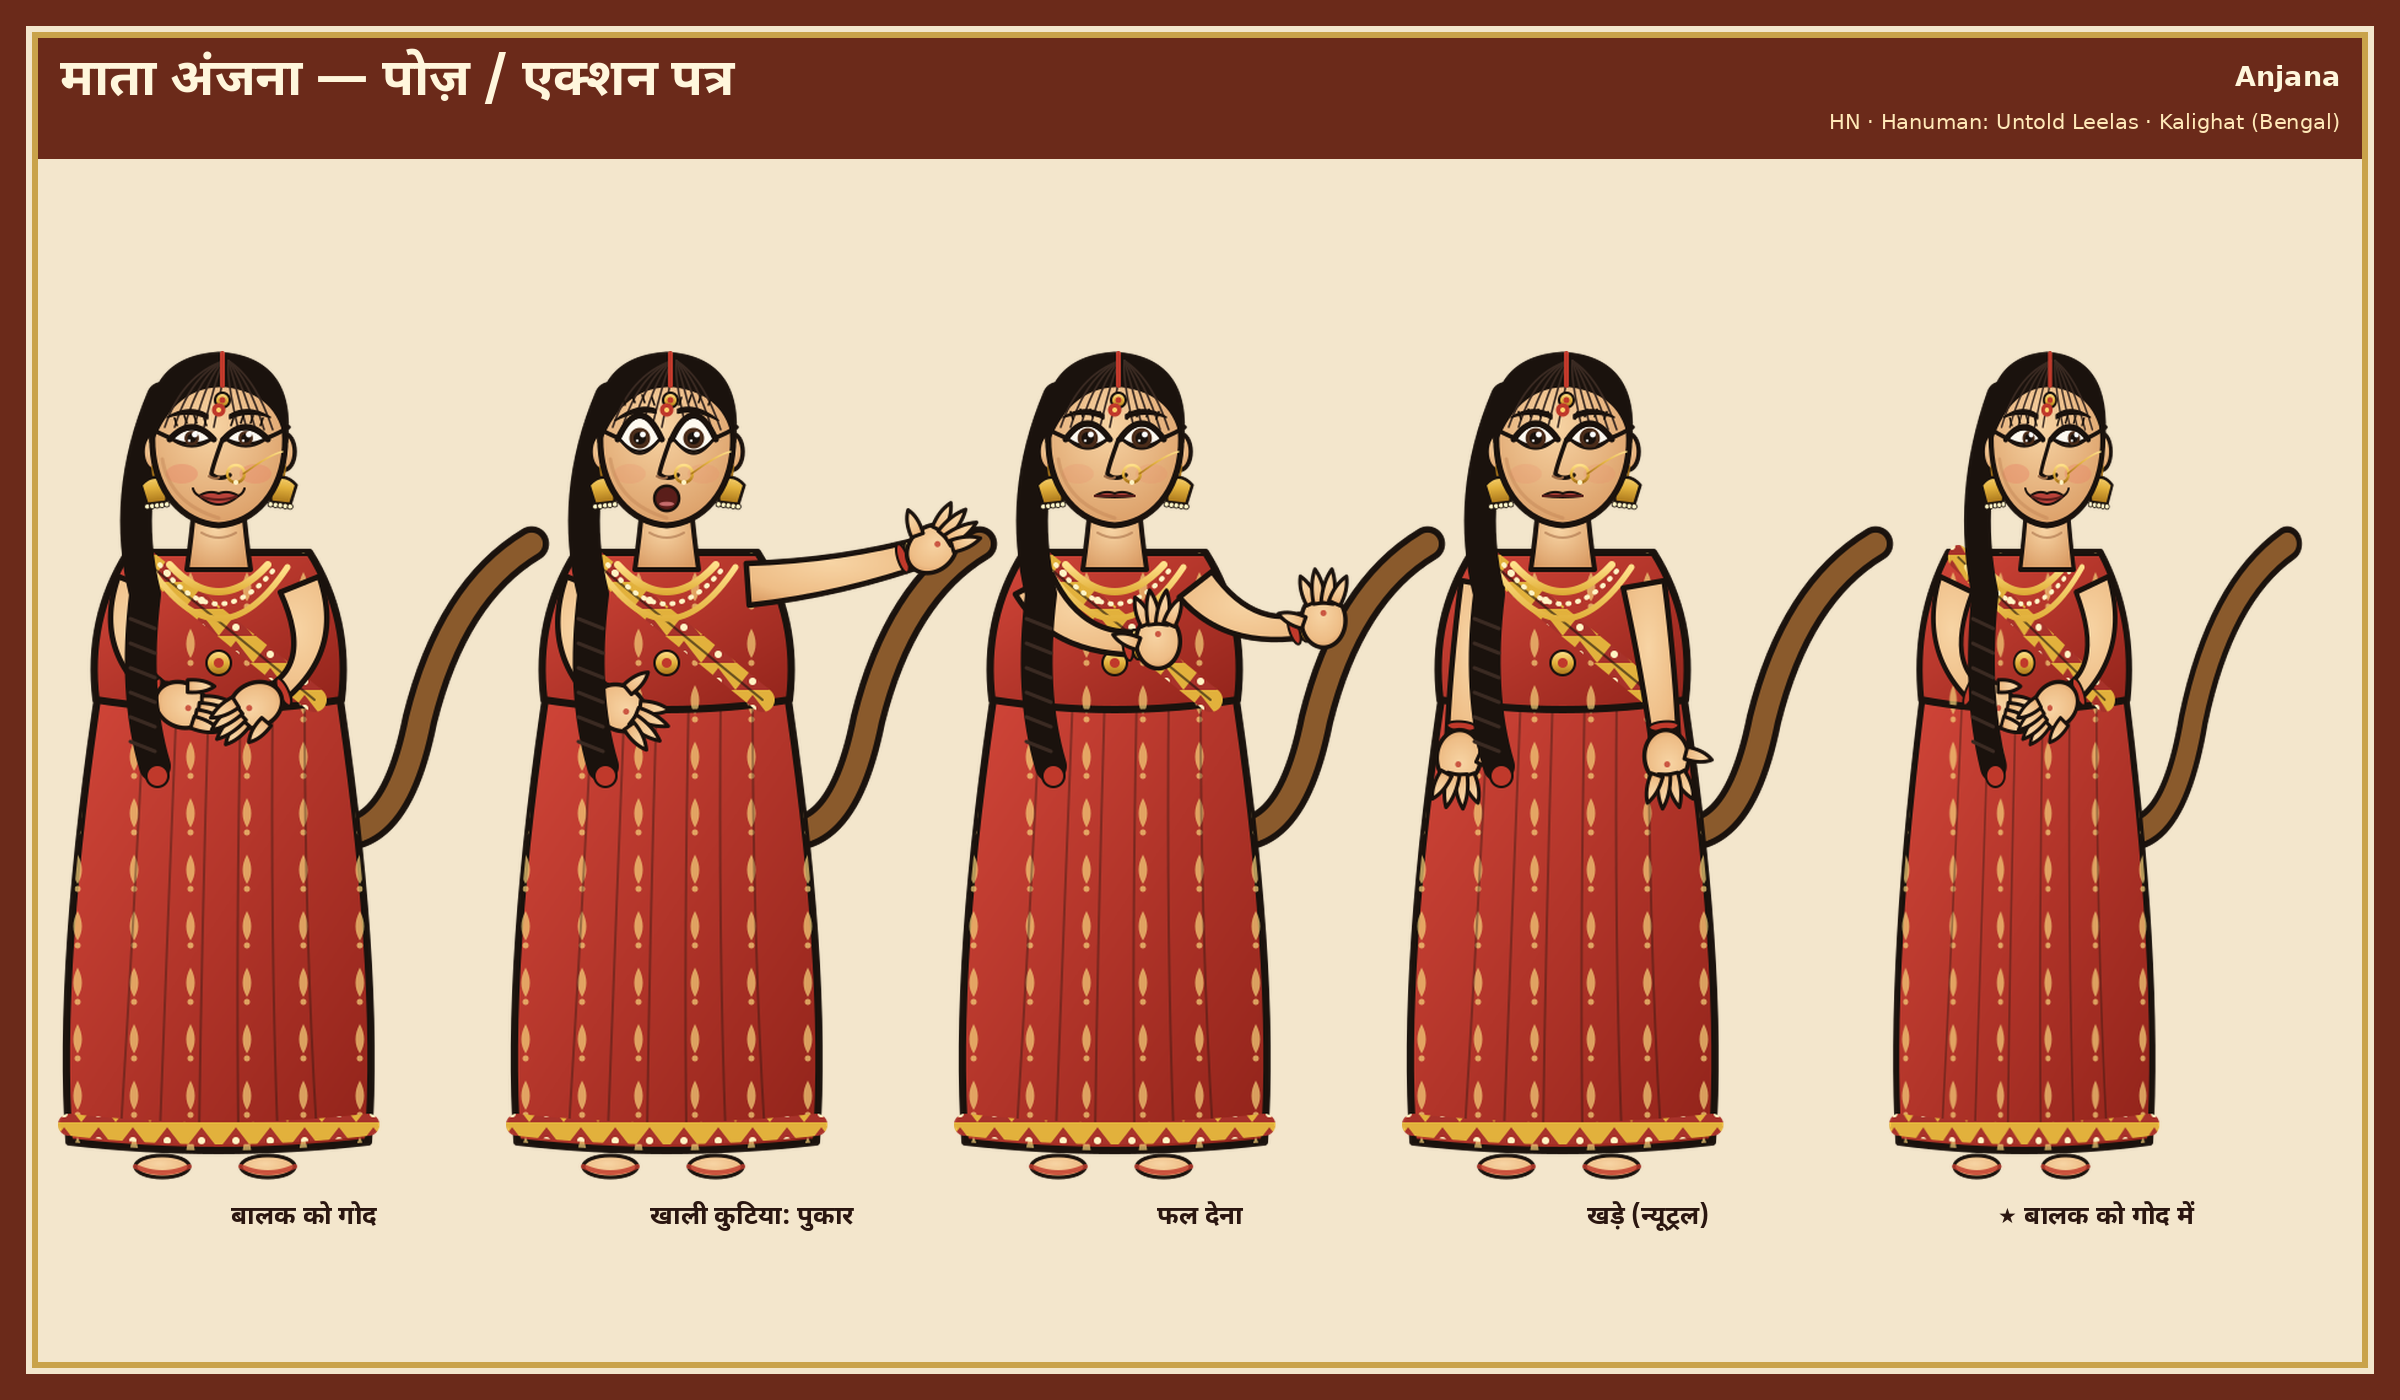 माता अंजना — पोज़ / एक्शन पत्र
Anjana
HN · Hanuman: Untold Leelas · Kalighat (Bengal)
बालक को गोद
खाली कुटिया: पुकार
फल देना
खड़े (न्यूट्रल)
★ बालक को गोद में